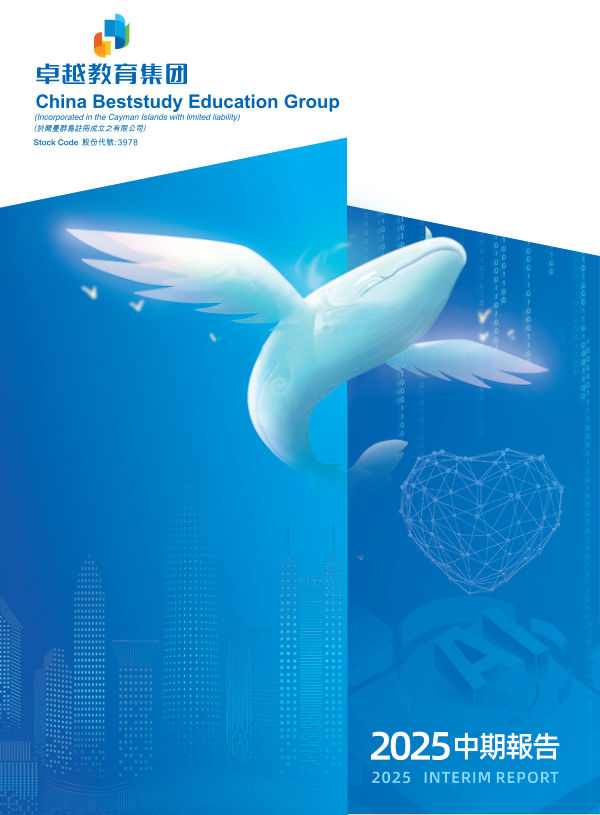 卓越教育集团
China Beststudy Education Group
(Incorporated in the Cayman Islands with limited liability)
(於開曼群島註冊成立之有限公司)
Stock Code 股份代號:3978
AI
2025中期報告
2025 INTERIM REPORT